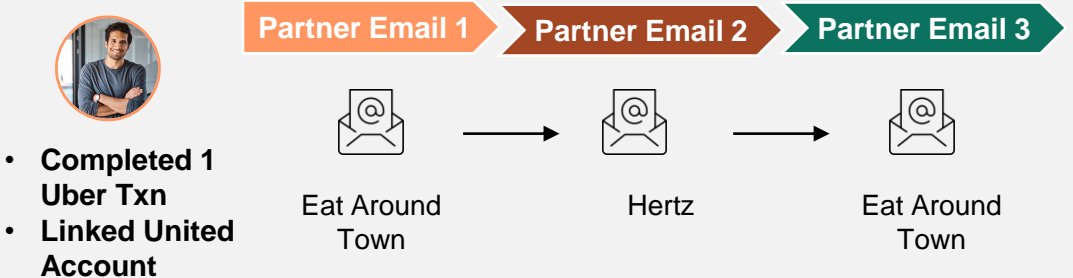 Partner Email 1
Partner Email 2
Partner Email 3
@
@
@
• Completed 1
Uber Txn
• Linked United
Account
Eat Around
Town
Hertz
Eat Around
Town